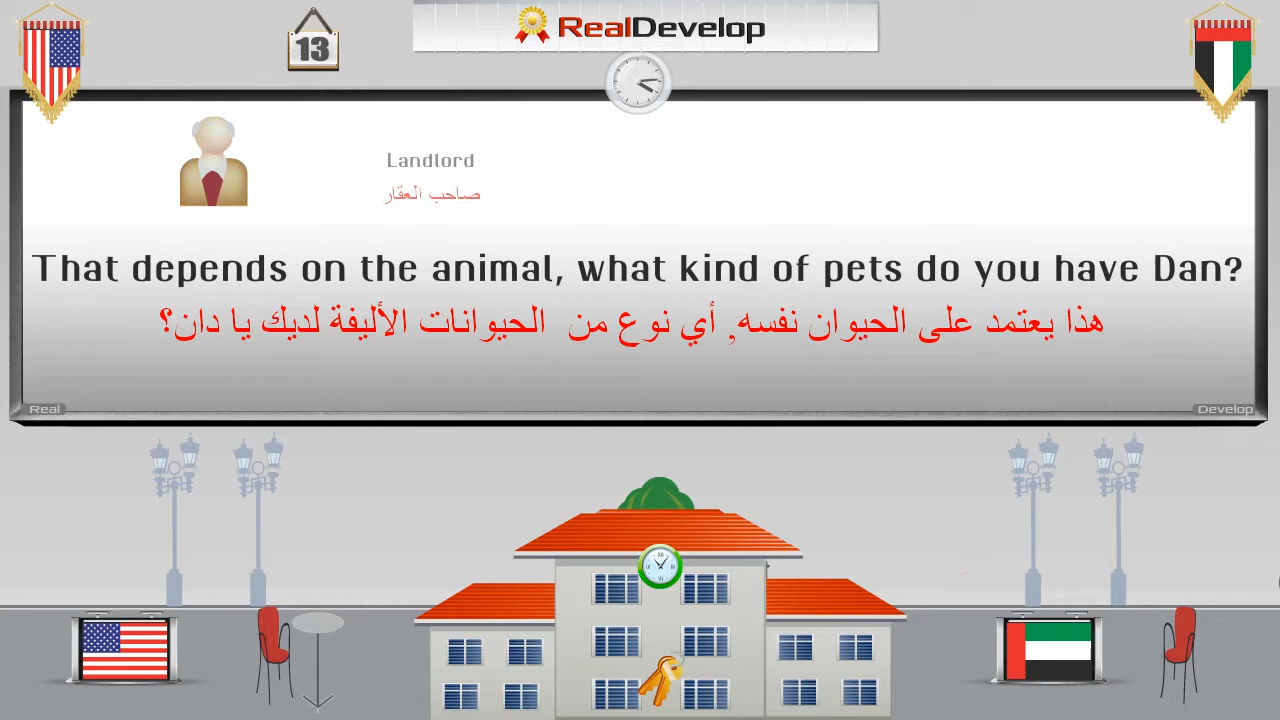 13
RealDevelop
Landlord
صاحب العقار
That depends on the animal, what kind of pets do you have Dan?
هذا يعتمد على الحيوان نفسه, أي نوع من الحيوانات الأليفة لديك يا دان؟
Real
Develop